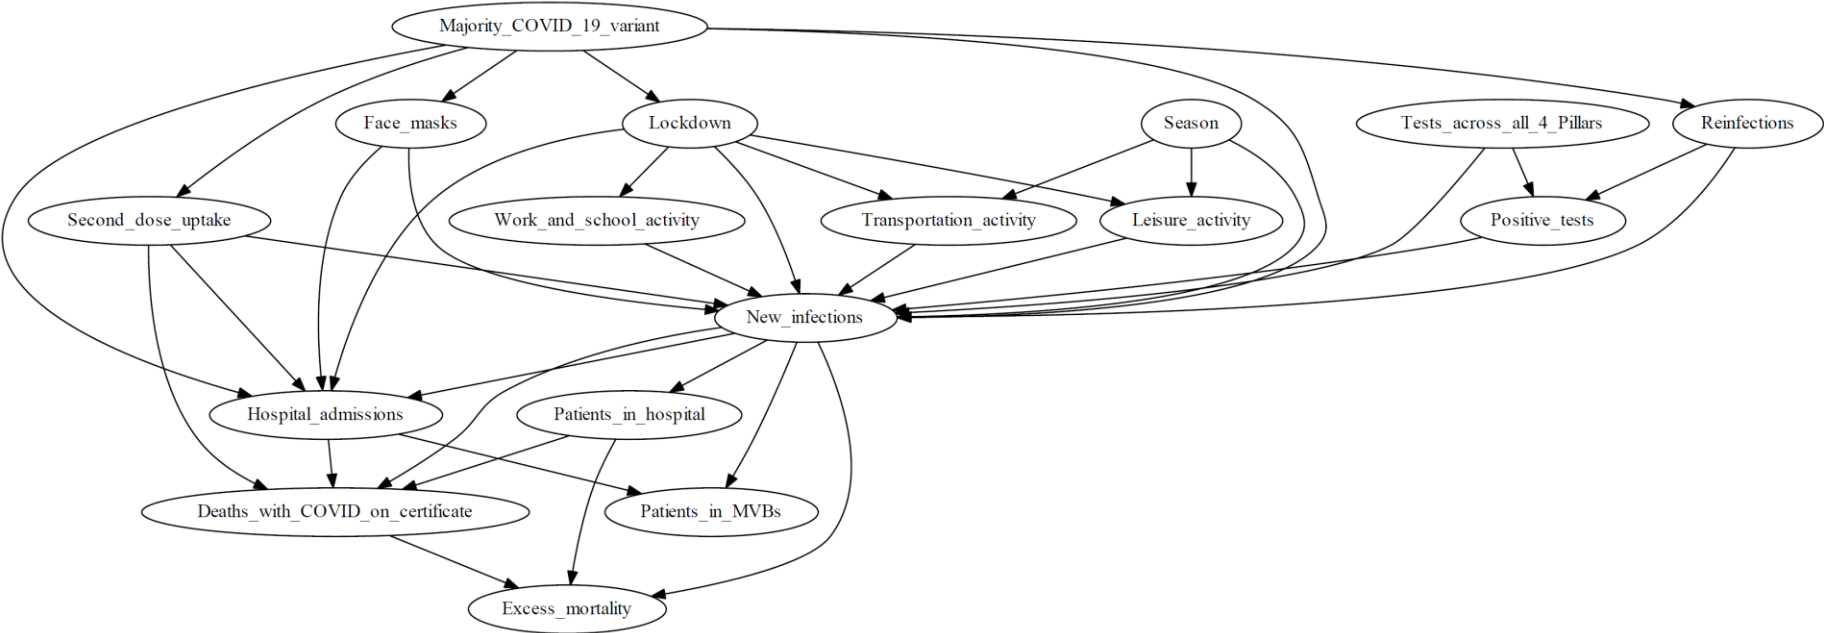 Majority_COVID_19_variant
Face_masks
Lockdown
Season
Tests_across_all_4_Pillars
Reinfections
Second_dose_uptake
Work_and_school_activity
Transportation_activity
Leisure_activity
Positive_tests
New_infections
Hospital_admissions
Patients_in_hospital
Deaths_with_COVID_on_certificate
Patients_in_MVBs
Excess_mortality